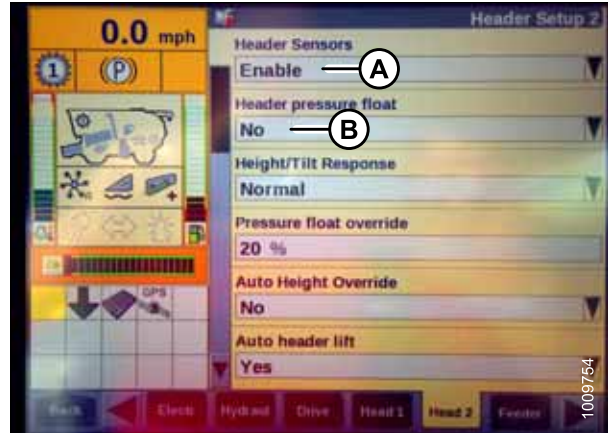 0.0 mph
Header Setup 2
1
(P)
Header Sensors
Enable
A
Header pressure float
No
B
Height/Tilt Response
Normal
Pressure float override
20 %
Auto Height Override
No
Auto header lift
Yes
GPS
Back
Electr
Hydraul
Drive
Head 1
Head 2
Feeder
1009754